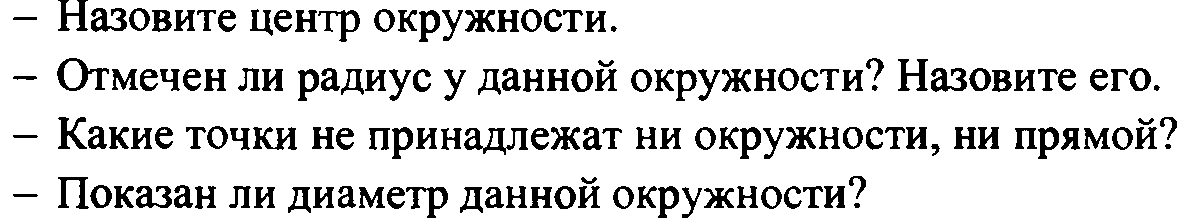 – Назовите центр окружности.
– Отмечен ли радиус у данной окружности? Назовите его.
– Какие точки не принадлежат ни окружности, ни прямой?
– Показан ли диаметр данной окружности?